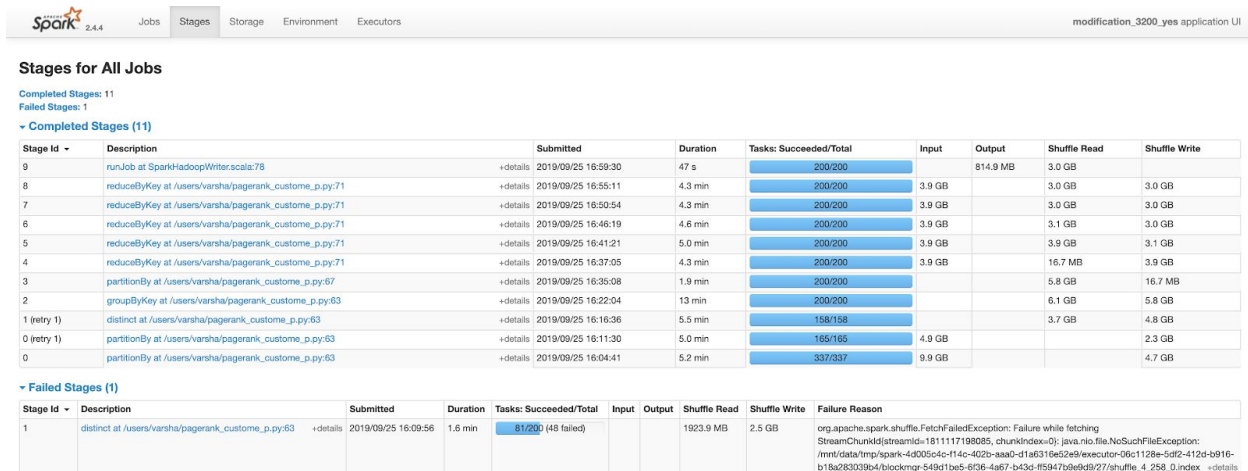 APACHE Spark 2.4.4 Jobs Stages Storage Environment Executors modification_3200_yes application UI
Stages for All Jobs
Completed Stages: 11
Failed Stages: 1
Completed Stages (11)
Stage Id Description Submitted Duration Tasks: Succeeded/Total Input Output Shuffle Read Shuffle Write
9 runJob at SparkHadoopWriter.scala:78 +details 2019/09/25 16:59:30 47 s 200/200 814.9 MB 3.0 GB
8 reduceByKey at /users/varsha/pagerank_custome_p.py:71 +details 2019/09/25 16:55:11 4.3 min 200/200 3.9 GB 3.0 GB 3.0 GB
7 reduceByKey at /users/varsha/pagerank_custome_p.py:71 +details 2019/09/25 16:50:54 4.3 min 200/200 3.9 GB 3.0 GB 3.0 GB
6 reduceByKey at /users/varsha/pagerank_custome_p.py:71 +details 2019/09/25 16:46:19 4.6 min 200/200 3.9 GB 3.1 GB 3.0 GB
5 reduceByKey at /users/varsha/pagerank_custome_p.py:71 +details 2019/09/25 16:41:21 5.0 min 200/200 3.9 GB 3.9 GB 3.1 GB
4 reduceByKey at /users/varsha/pagerank_custome_p.py:71 +details 2019/09/25 16:37:05 4.3 min 200/200 3.9 GB 16.7 MB 3.9 GB
3 partitionBy at /users/varsha/pagerank_custome_p.py:67 +details 2019/09/25 16:35:08 1.9 min 200/200 5.8 GB 16.7 MB
2 groupByKey at /users/varsha/pagerank_custome_p.py:63 +details 2019/09/25 16:22:04 13 min 200/200 6.1 GB 5.8 GB
1 (retry 1) distinct at /users/varsha/pagerank_custome_p.py:63 +details 2019/09/25 16:16:36 5.5 min 158/158 3.7 GB 4.8 GB
0 (retry 1) partitionBy at /users/varsha/pagerank_custome_p.py:63 +details 2019/09/25 16:11:30 5.0 min 165/165 4.9 GB 2.3 GB
0 partitionBy at /users/varsha/pagerank_custome_p.py:63 +details 2019/09/25 16:04:41 5.2 min 337/337 9.9 GB 4.7 GB
Failed Stages (1)
Stage Id Description Submitted Duration Tasks: Succeeded/Total Input Output Shuffle Read Shuffle Write Failure Reason
1 distinct at /users/varsha/pagerank_custome_p.py:63 +details 2019/09/25 16:09:56 1.6 min 81/200 (48 failed) 1923.9 MB 2.5 GB org.apache.spark.shuffle.FetchFailedException: Failure while fetching
StreamChunkId{streamId=1811117198085, chunkIndex=0}: java.nio.file.NoSuchFileException:
/mnt/data/tmp/spark-4d005c4c-f14c-402b-aaa0-d1a6316e52e9/executor-06c1128e-5df2-412d-b916-
b18a283039b4/blockmgr-549d1be5-6f36-4a67-b43d-ff5947b9e9d9/27/shuffle_4_258_0.index +details